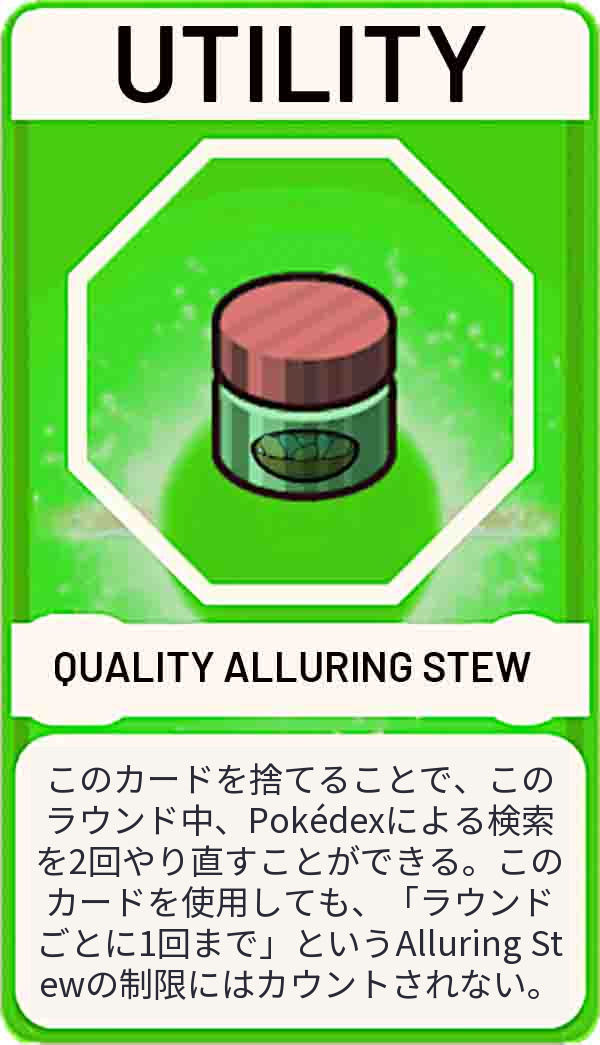 UTILITY
QUALITY ALLURING STEW
このカードを捨てることで、この
ラウンド中、Pokédexによる検索
を2回やり直すことができる。この
カードを使用しても、「ラウンド
ごとに1回まで」というAlluring St
ewの制限にはカウントされない。